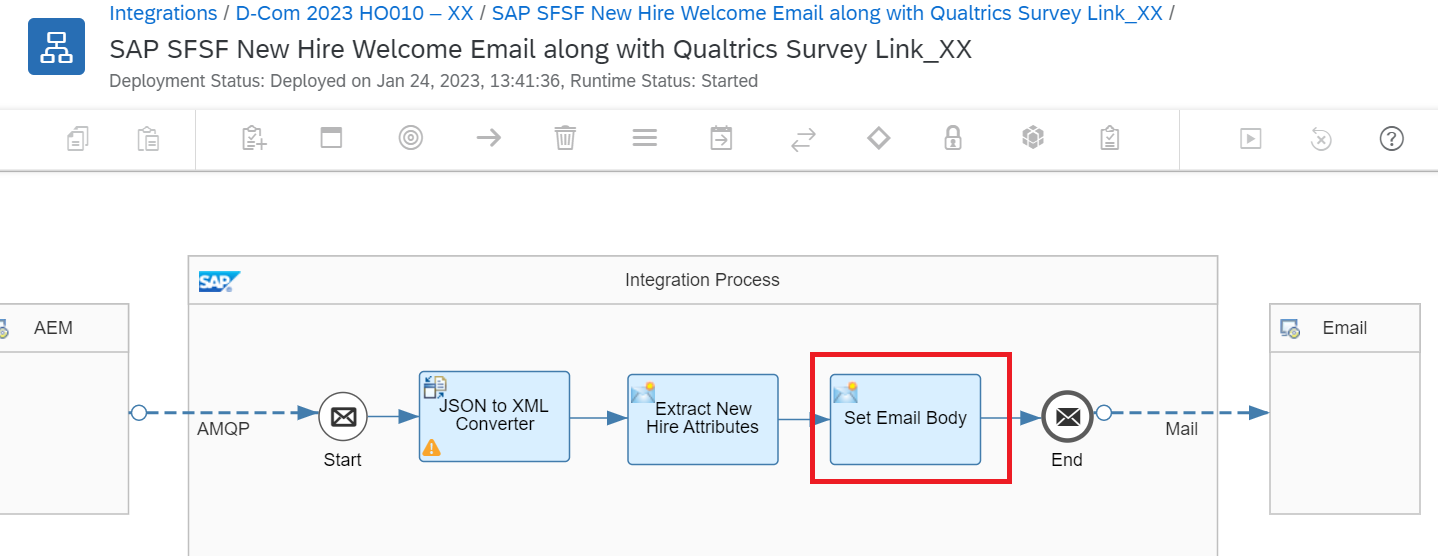 Integrations / D-Com 2023 HO010 – XX / SAP SFSF New Hire Welcome Email along with Qualtrics Survey Link_XX /
SAP SFSF New Hire Welcome Email along with Qualtrics Survey Link_XX
Deployment Status: Deployed on Jan 24, 2023, 13:41:36, Runtime Status: Started
?
SAP
Integration Process
AEM
Email
JSON to XML
Converter
Extract New
Hire Attributes
Set Email Body
AMQP
Mail
Start
End